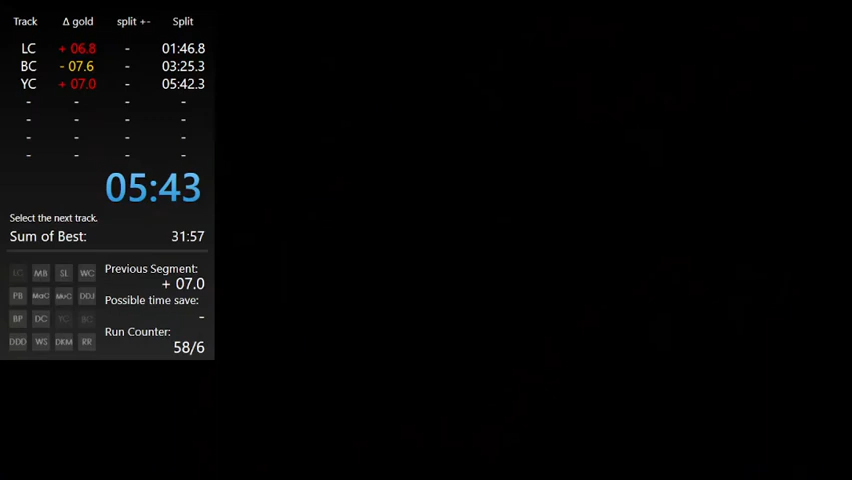 Track Δ gold split +- Split
LC + 06.8 - 01:46.8
BC - 07.6 - 03:25.3
YC + 07.0 - 05:42.3
- - - -
- - - -
- - - -
- - - -
05:43
Select the next track.
Sum of Best: 31:57
LC MB SL WC
PB MaC MuC DDJ
BP DC YC BC
DDD WS DKM RR
Previous Segment:
+ 07.0
Possible time save:
-
Run Counter:
58/6